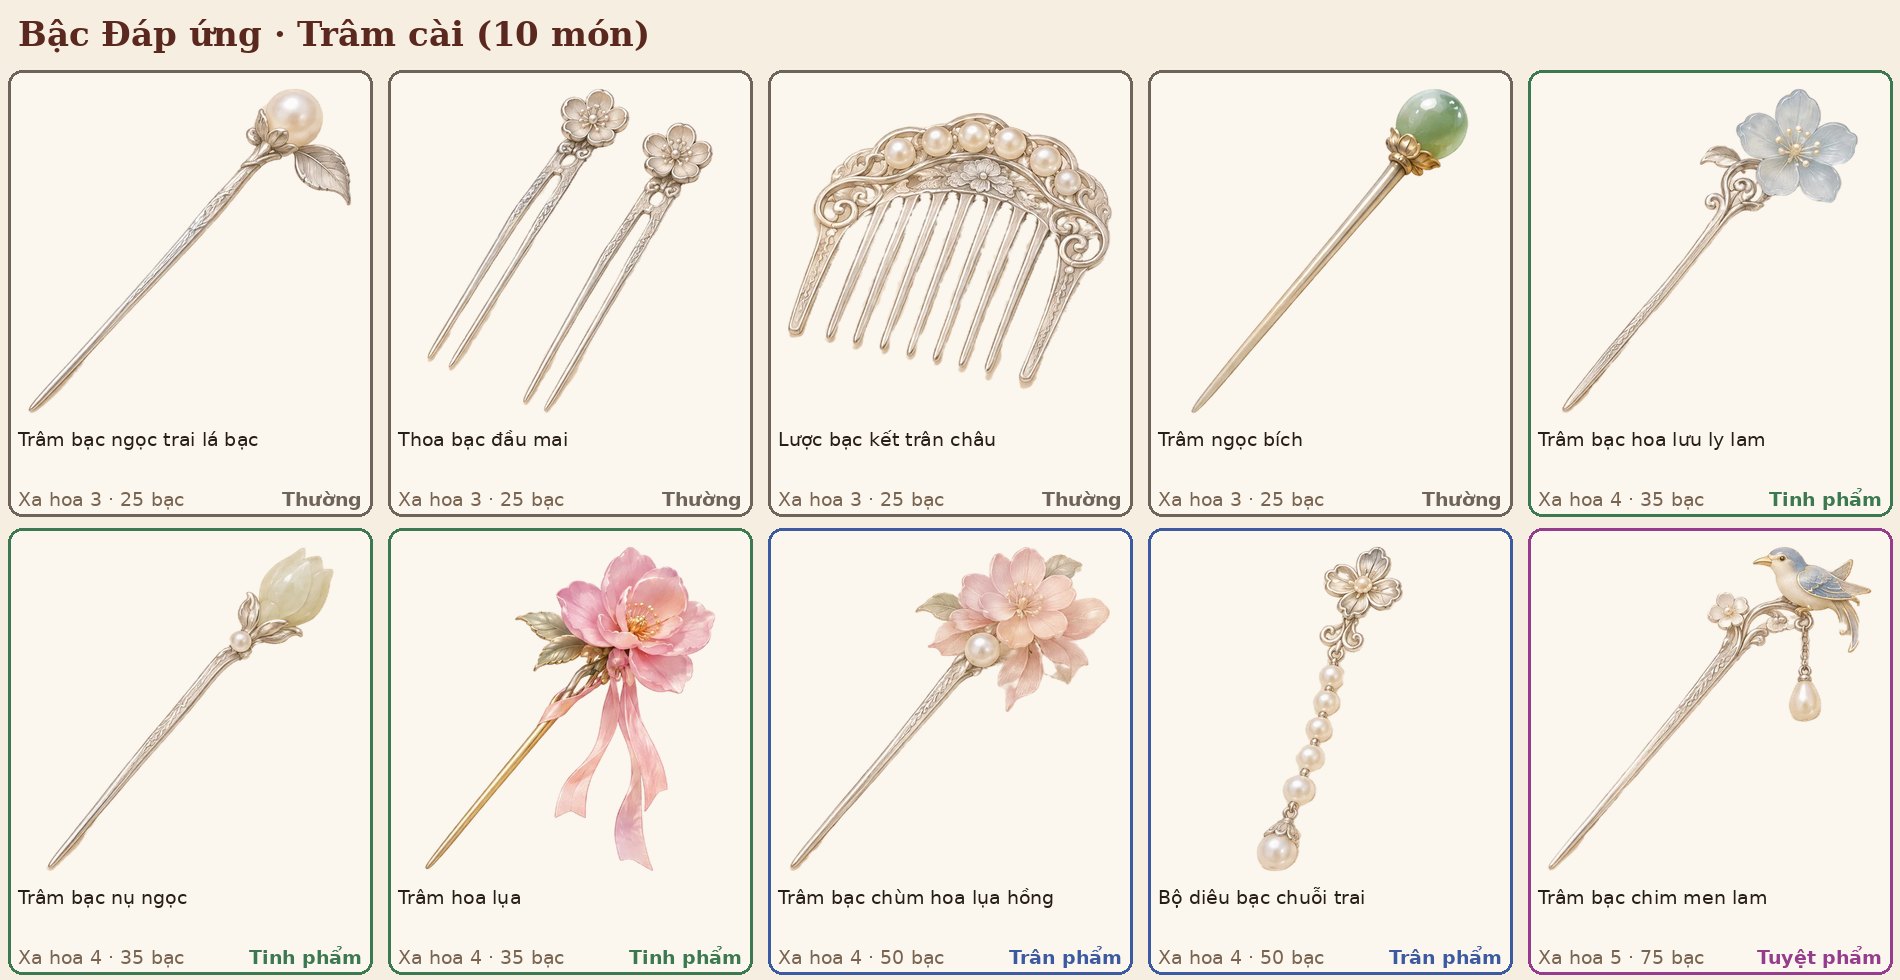 Bậc Đáp ứng · Trâm cài (10 món)
Trâm bạc ngọc trai lá bạc
Xa hoa 3 · 25 bạc Thường
Thoa bạc đầu mai
Xa hoa 3 · 25 bạc Thường
Lược bạc kết trân châu
Xa hoa 3 · 25 bạc Thường
Trâm ngọc bích
Xa hoa 3 · 25 bạc Thường
Trâm bạc hoa lưu ly lam
Xa hoa 4 · 35 bạc Tinh phẩm
Trâm bạc nụ ngọc
Xa hoa 4 · 35 bạc Tinh phẩm
Trâm hoa lụa
Xa hoa 4 · 35 bạc Tinh phẩm
Trâm bạc chùm hoa lụa hồng
Xa hoa 4 · 50 bạc Trân phẩm
Bộ diêu bạc chuỗi trai
Xa hoa 4 · 50 bạc Trân phẩm
Trâm bạc chim men lam
Xa hoa 5 · 75 bạc Tuyệt phẩm